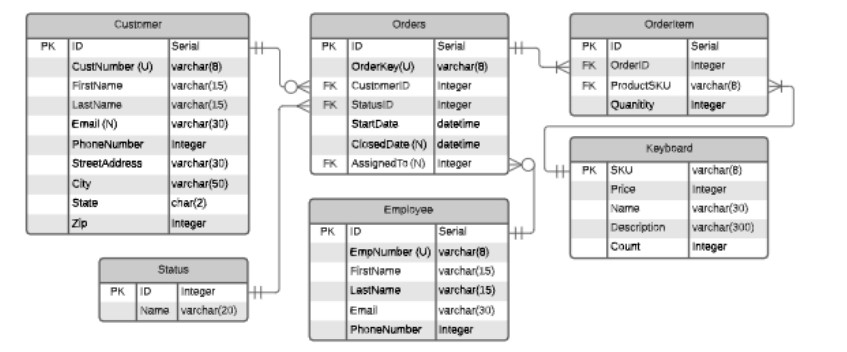 Customer
PK ID Serial
CustNumber (U) varchar(8)
FirstName varchar(15)
LastName varchar(15)
Email (N) varchar(30)
PhoneNumber Integer
StreetAddress varchar(30)
City varchar(50)
State char(2)
Zip Integer
Orders
PK ID Serial
OrderKey(U) varchar(8)
FK CustomerID Integer
FK StatusID Integer
StartDate datetime
ClosedDate (N) datetime
FK AssignedTo (N) Integer
OrderItem
PK ID Serial
FK OrderID Integer
FK ProductSKU varchar(8)
Quanitity Integer
Keyboard
PK SKU varchar(8)
Price Integer
Name varchar(30)
Description varchar(300)
Count Integer
Employee
PK ID Serial
EmpNumber (U) varchar(8)
FirstName varchar(15)
LastName varchar(15)
Email varchar(30)
PhoneNumber Integer
Status
PK ID Integer
Name varchar(20)